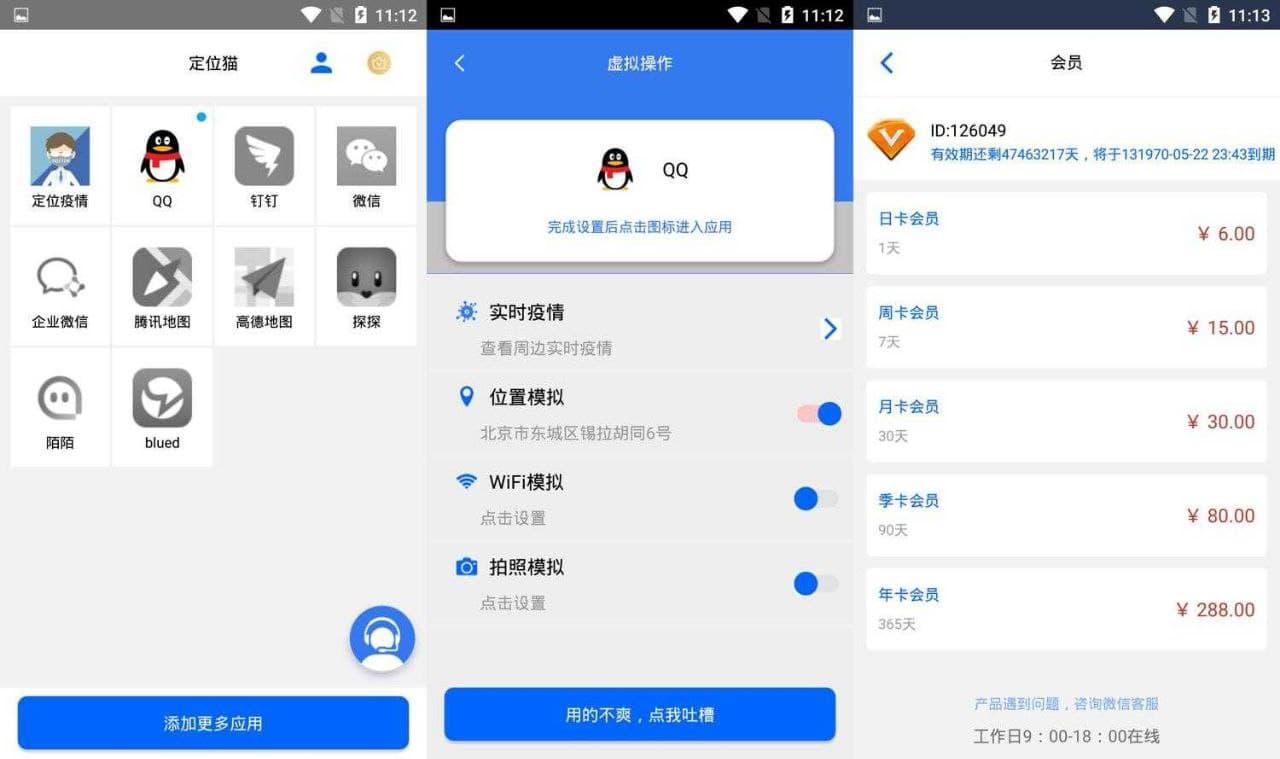 11:12
定位猫
定位疫情
QQ
钉钉
微信
企业微信
腾讯地图
高德地图
探探
陌陌
blued
添加更多应用
11:12
虚拟操作
QQ
完成设置后点击图标进入应用
实时疫情
查看周边实时疫情
位置模拟
北京市东城区锡拉胡同6号
WiFi模拟
点击设置
拍照模拟
点击设置
用的不爽，点我吐槽
11:13
会员
ID:126049
有效期还剩47463217天，将于131970-05-22 23:43到期
日卡会员
¥ 6.00
1天
周卡会员
¥ 15.00
7天
月卡会员
¥ 30.00
30天
季卡会员
¥ 80.00
90天
年卡会员
¥ 288.00
365天
产品遇到问题，咨询微信客服
工作日9：00-18：00在线